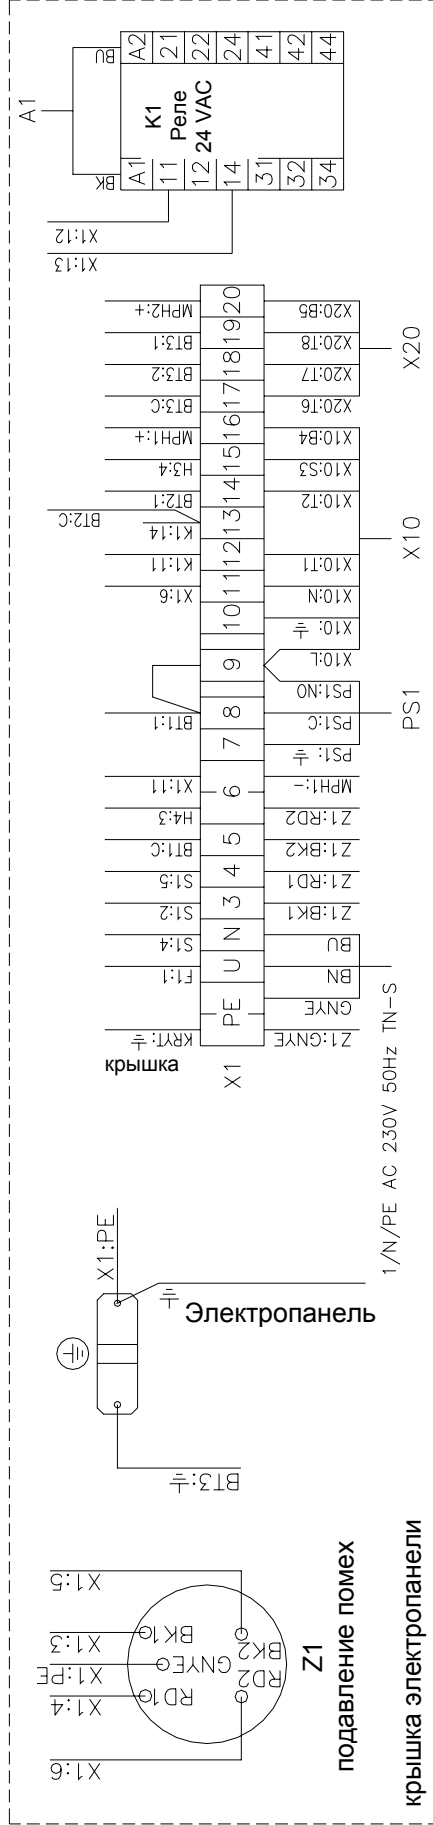 A1
BK
BU
A1
11
12
14
31
32
34
K1
Реле
24 VAC
A2
21
22
24
41
42
44
X1:12
X1:13
крышка
KRYT:
F1:1
S1:4
S1:2
S1:5
BT1:C
H4:3
X1:11
BT1:1
X1:6
K1:11
K1:14
BT2:C
BT2:1
H3:4
MPH1:+
BT3:C
BT3:2
BT3:1
MPH2:+
X1
PE
U
N
3
4
5
6
7
8
9
10
11
12
13
14
15
16
17
18
19
20
Z1:GNYE
GNYE
BN
BU
Z1:BK1
Z1:RD1
Z1:BK2
Z1:RD2
MPH1:-
PS1:
PS1:C
PS1:NO
X10:L
X10:
X10:N
X10:T1
X10:T2
X10:S3
X10:B4
X20:T6
X20:T7
X20:T8
X20:B5
1/N/PE AC 230V 50Hz TN-S
PS1
X10
X20
X1:PE
Электропанель
BT3:
X1:6
X1:4
X1:PE
X1:3
X1:5
RD1
GNYE
BK1
RD2
BK2
Z1
подавление помех
крышка электропанели